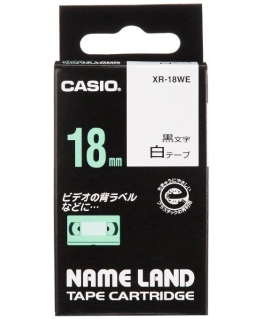 CASIO®
XR-18WE
18mm
黒文字
白テープ
ビデオの背ラベル
などに…
NAME LAND
TAPE CARTRIDGE